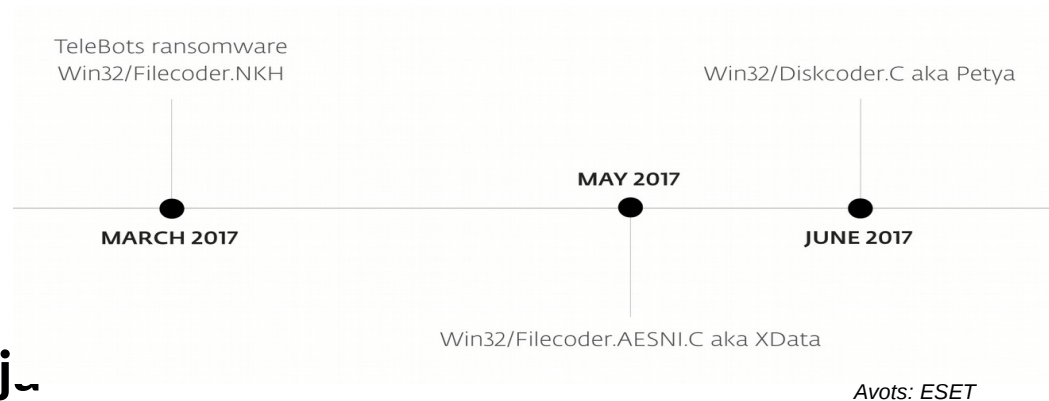 TeleBots ransomware
Win32/Filecoder.NKH
Win32/Diskcoder.C aka Petya
MAY 2017
MARCH 2017
JUNE 2017
Win32/Filecoder.AESNI.C aka XData
Avots: ESET